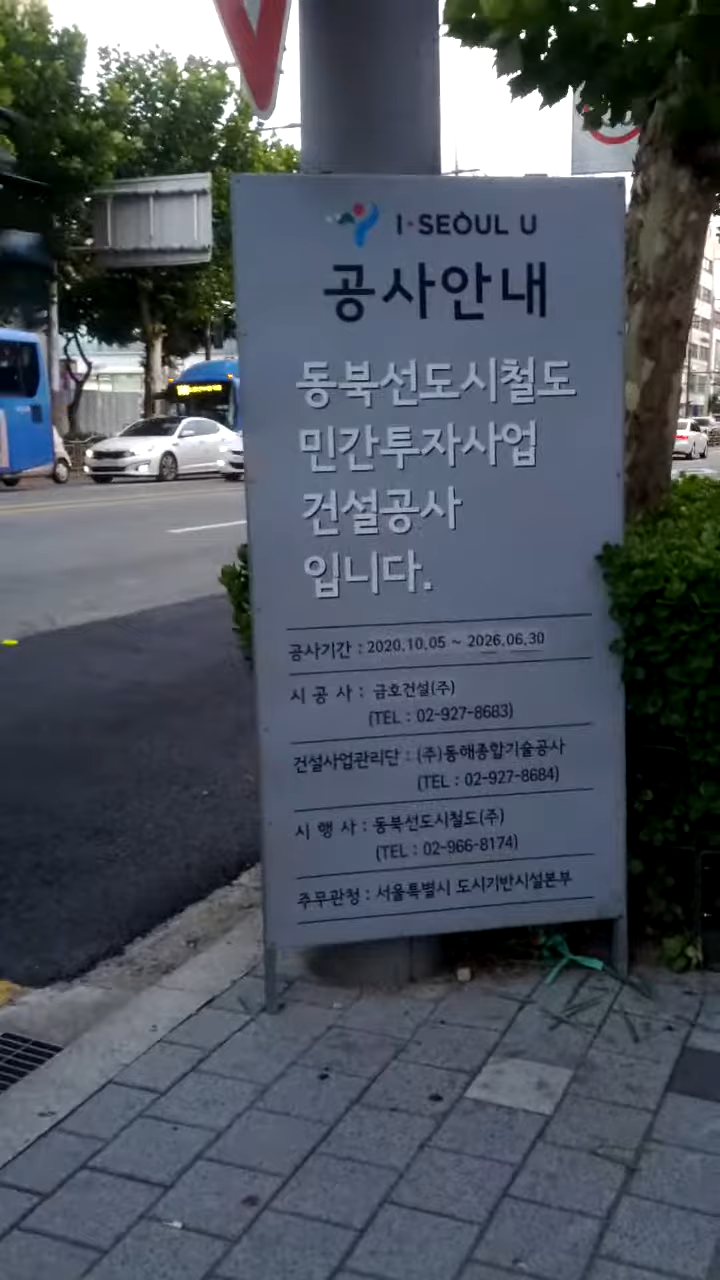 I·SEOUL U
공사안내
동북선도시철도
민간투자사업
건설공사
입니다.
공사기간 : 2020.10.05 ~ 2026.06.30
시 공 사 : 금호건설(주)
(TEL : 02-927-8683)
건설사업관리단 : (주)동해종합기술공사
(TEL : 02-927-8684)
시 행 사 : 동북선도시철도(주)
(TEL : 02-966-8174)
주무관청 : 서울특별시 도시기반시설본부